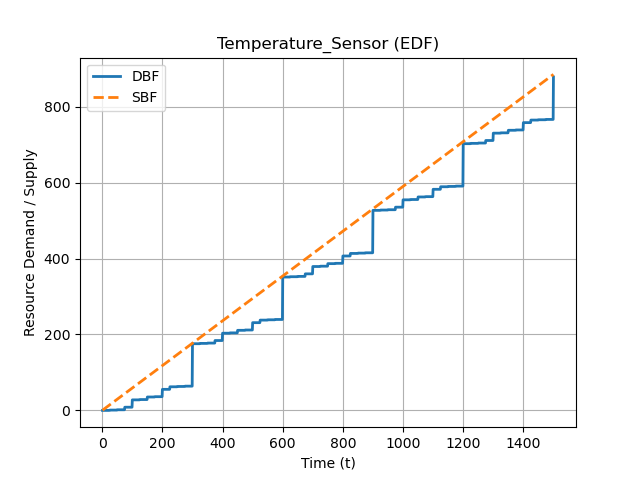 Temperature_Sensor (EDF)
DBF
SBF
Resource Demand / Supply
800
600
400
200
0
0 200 400 600 800 1000 1200 1400
Time (t)